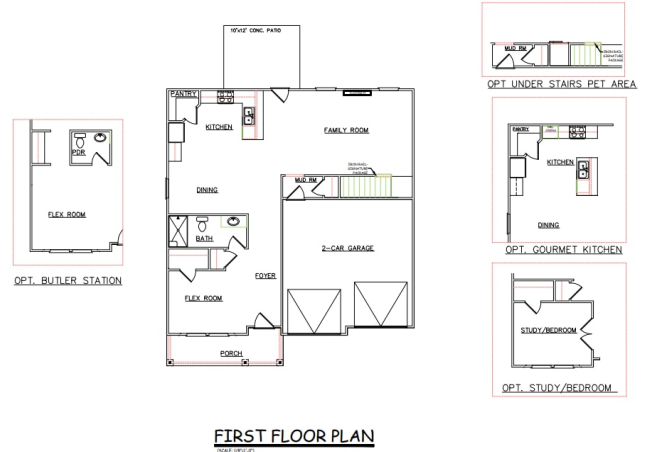 10'x12' CONC. PATIO
PANTRY
KITCHEN
FAMILY ROOM
DINING
MUD RM
BATH
2-CAR GARAGE
FOYER
FLEX ROOM
PORCH
PDR
FLEX ROOM
OPT. BUTLER STATION
MUD RM
OPT UNDER STAIRS PET AREA
PANTRY
KITCHEN
DINING
OPT. GOURMET KITCHEN
STUDY/BEDROOM
OPT. STUDY/BEDROOM
FIRST FLOOR PLAN